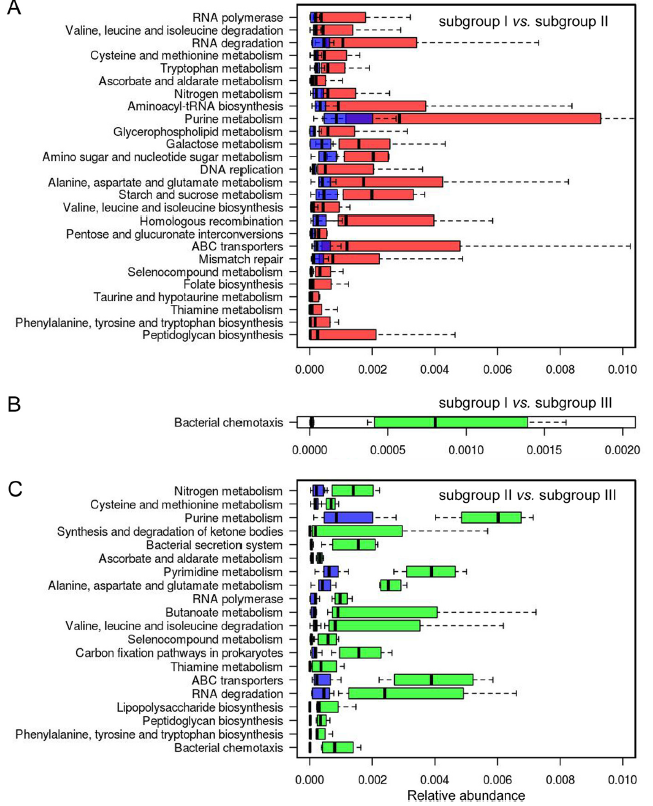 A
subgroup I vs. subgroup II
RNA polymerase
Valine, leucine and isoleucine degradation
RNA degradation
Cysteine and methionine metabolism
Tryptophan metabolism
Ascorbate and aldarate metabolism
Nitrogen metabolism
Aminoacyl-tRNA biosynthesis
Purine metabolism
Glycerophospholipid metabolism
Galactose metabolism
Amino sugar and nucleotide sugar metabolism
DNA replication
Alanine, aspartate and glutamate metabolism
Starch and sucrose metabolism
Valine, leucine and isoleucine biosynthesis
Homologous recombination
Pentose and glucuronate interconversions
ABC transporters
Mismatch repair
Selenocompound metabolism
Folate biosynthesis
Taurine and hypotaurine metabolism
Thiamine metabolism
Phenylalanine, tyrosine and tryptophan biosynthesis
Peptidoglycan biosynthesis
0.000 0.002 0.004 0.006 0.008 0.010
B
subgroup I vs. subgroup III
Bacterial chemotaxis
0.0000 0.0005 0.0010 0.0015 0.0020
C
subgroup II vs. subgroup III
Nitrogen metabolism
Cysteine and methionine metabolism
Purine metabolism
Synthesis and degradation of ketone bodies
Bacterial secretion system
Ascorbate and aldarate metabolism
Pyrimidine metabolism
Alanine, aspartate and glutamate metabolism
RNA polymerase
Butanoate metabolism
Valine, leucine and isoleucine degradation
Selenocompound metabolism
Carbon fixation pathways in prokaryotes
Thiamine metabolism
ABC transporters
RNA degradation
Lipopolysaccharide biosynthesis
Peptidoglycan biosynthesis
Phenylalanine, tyrosine and tryptophan biosynthesis
Bacterial chemotaxis
0.000 0.002 0.004 0.006 0.008 0.010
Relative abundance